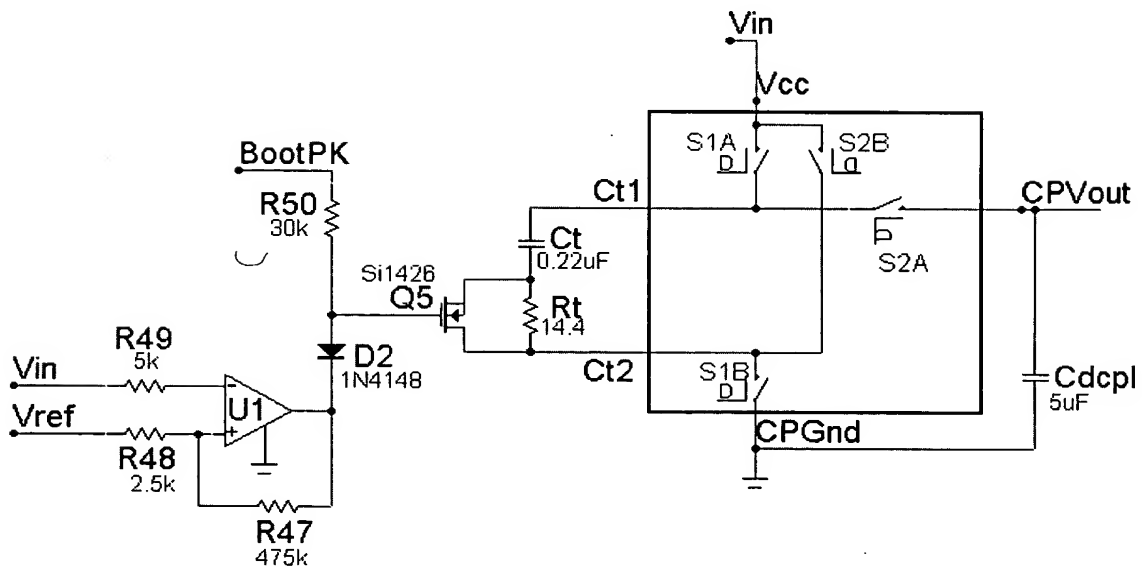 Vin
Vcc
S1A
S2B
D
BootPK
R50
30k
Ct1
CPVout
Ct
0.22uF
S2A
Si1426
Q5
Rt
14.4
R49
5k
D2
1N4148
Vin
Ct2
S1B
D
Cdcpl
5uF
U1
Vref
CPGnd
R48
2.5k
R47
475k